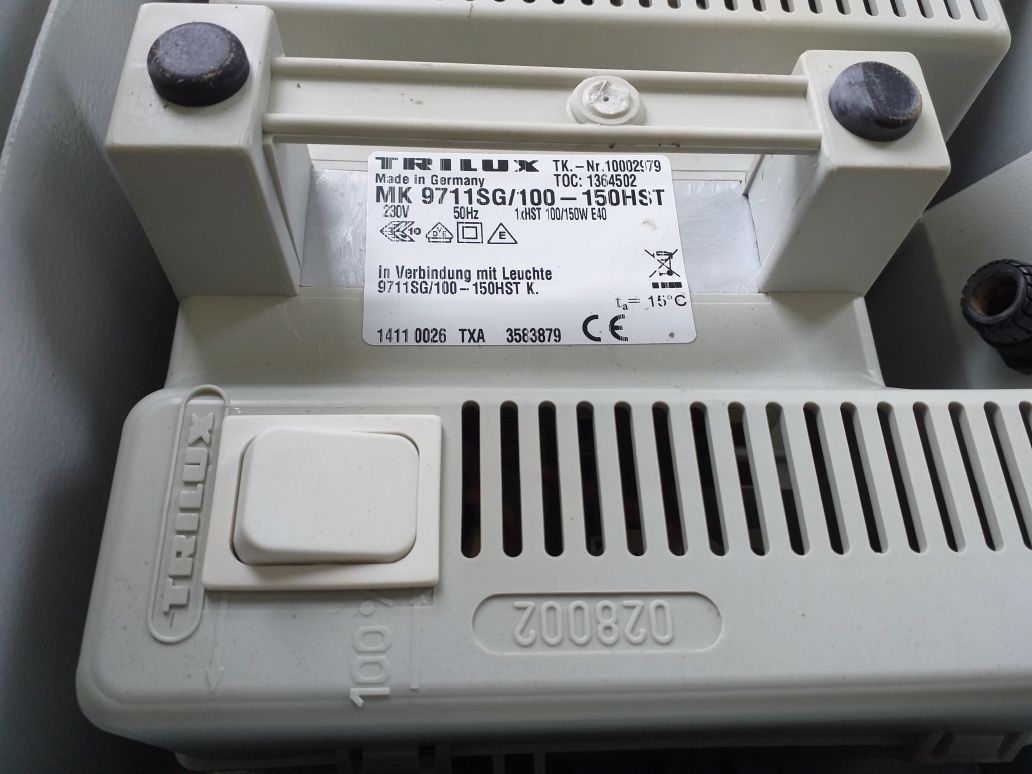 TRILUX TK.-Nr.10002979
Made in Germany TOC: 1364502
MK 9711SG/100-150HST
230V 50Hz 1xHST 100/150W E40
10 D E E
in Verbindung mit Leuchte
9711SG/100-150HST K.
ta= 15°C
1411 0026 TXA 3583879 CE
TRILUX
100%
028002